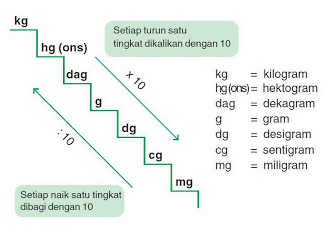 kg
Setiap turun satu
tingkat dikalikan dengan 10
hg (ons)
dag
x 10
g
dg
cg
mg
: 10
kg = kilogram
hg(ons) = hektogram
dag = dekagram
g = gram
dg = desigram
cg = sentigram
mg = miligram
Setiap naik satu tingkat
dibagi dengan 10